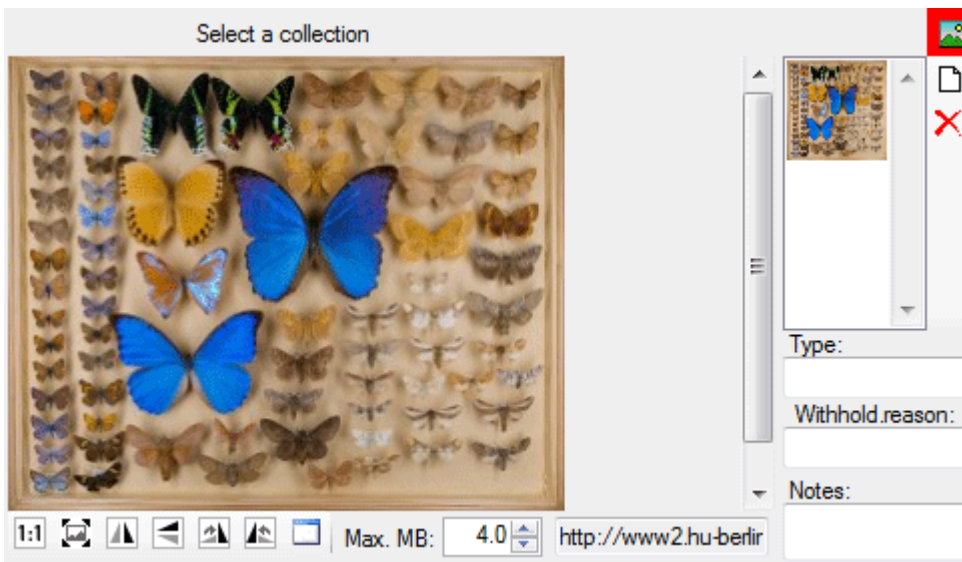 Select a collection
Type:
Withhold.reason:
Notes:
1:1
Max. MB:
4.0
http://www2.hu-berlir